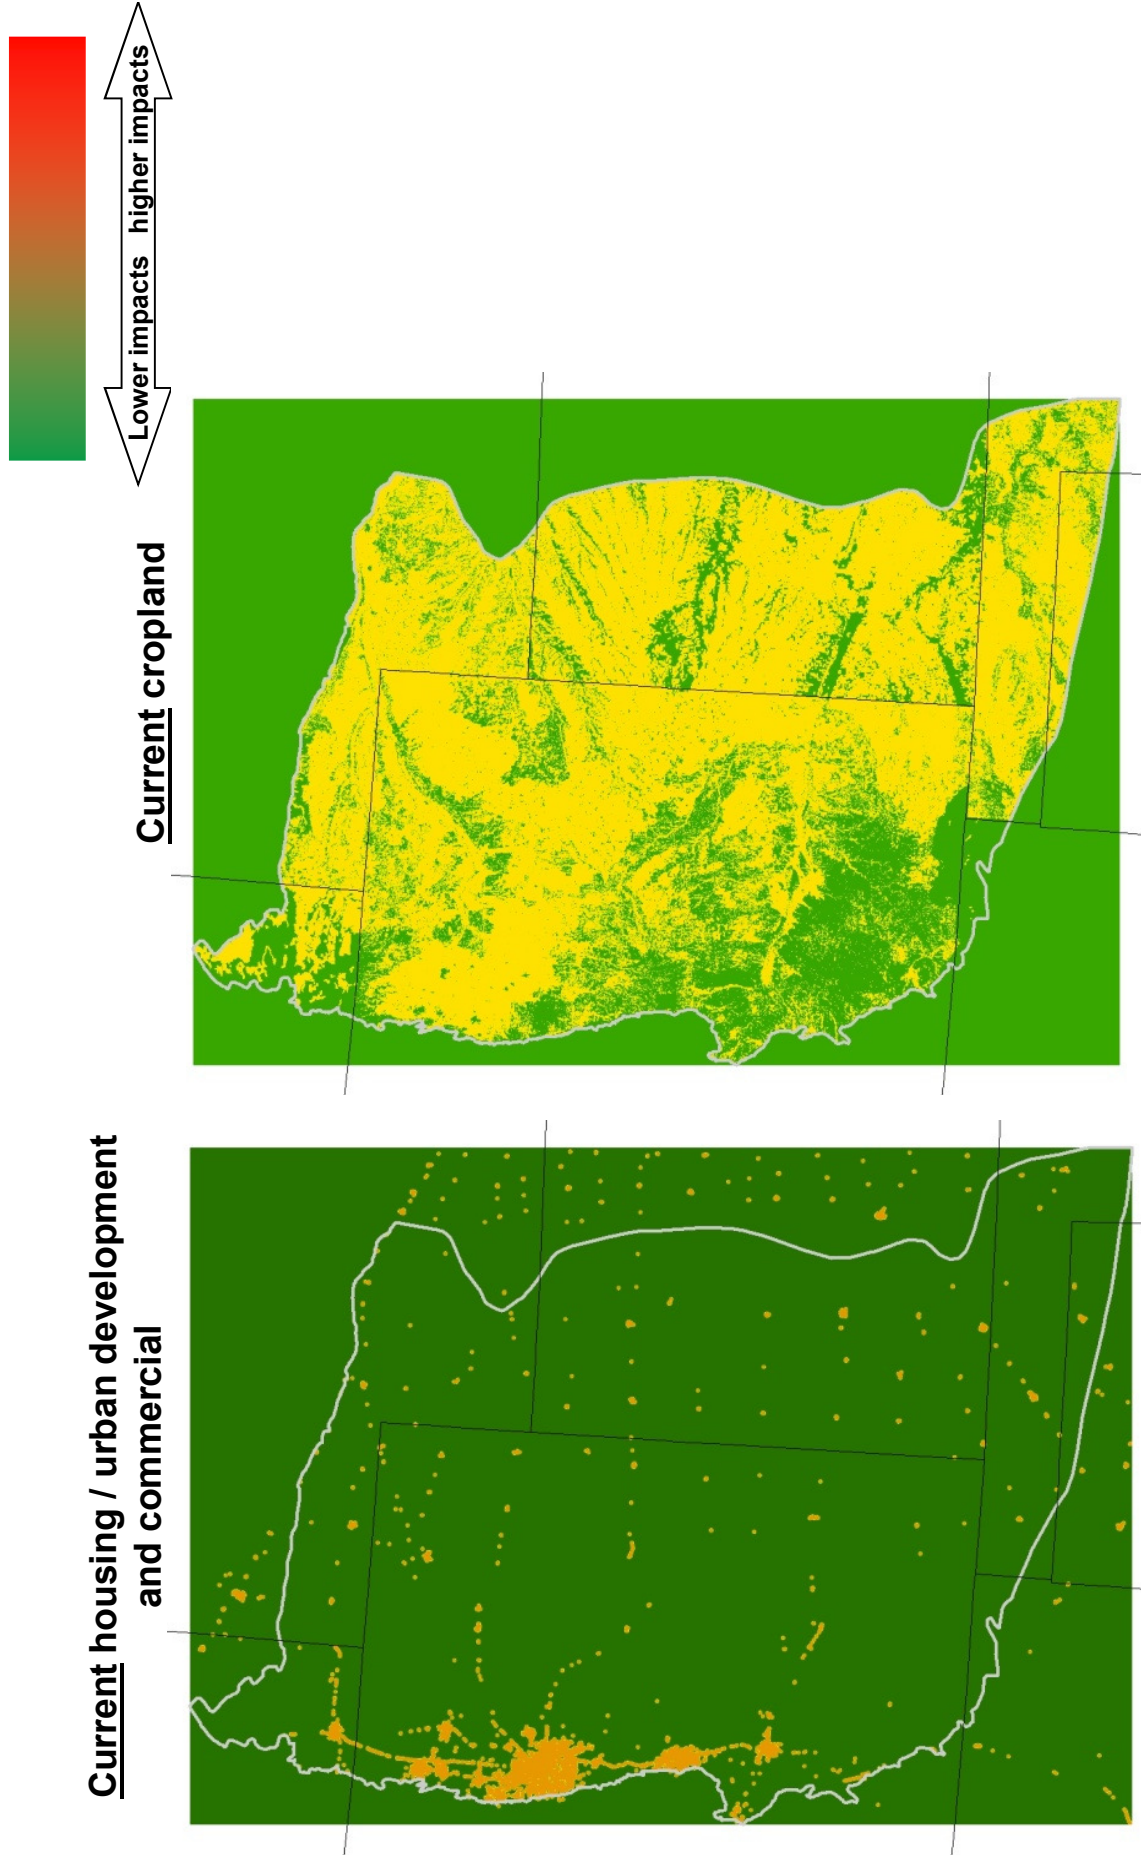 Lower impacts higher impacts
Current cropland
Current housing / urban development
and commercial